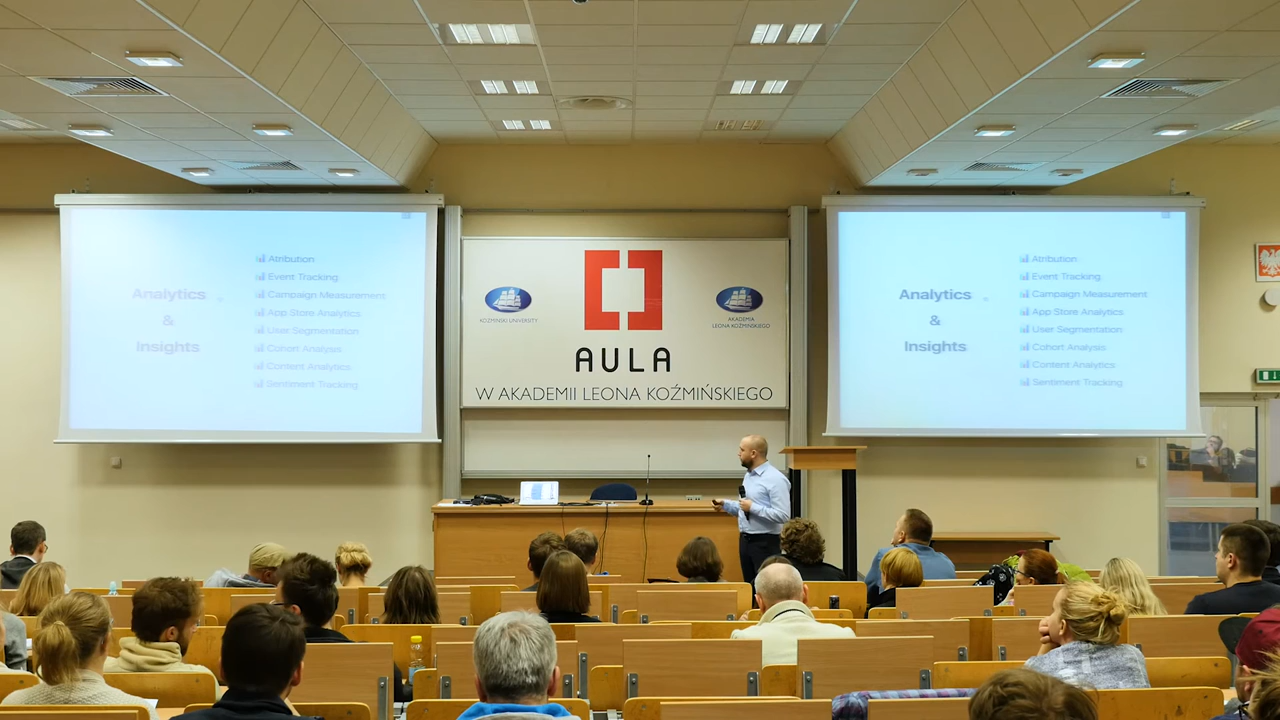 Analytics
&
Insights
Atribution
Event Tracking
Campaign Measurement
App Store Analytics
User Segmentation
Cohort Analysis
Content Analytics
Sentiment Tracking
KOZMINSKI UNIVERSITY
AKADEMIA
LEONA KOŹMIŃSKIEGO
AULA
W AKADEMII LEONA KOŹMIŃSKIEGO
Analytics
&
Insights
Atribution
Event Tracking
Campaign Measurement
App Store Analytics
User Segmentation
Cohort Analysis
Content Analytics
Sentiment Tracking